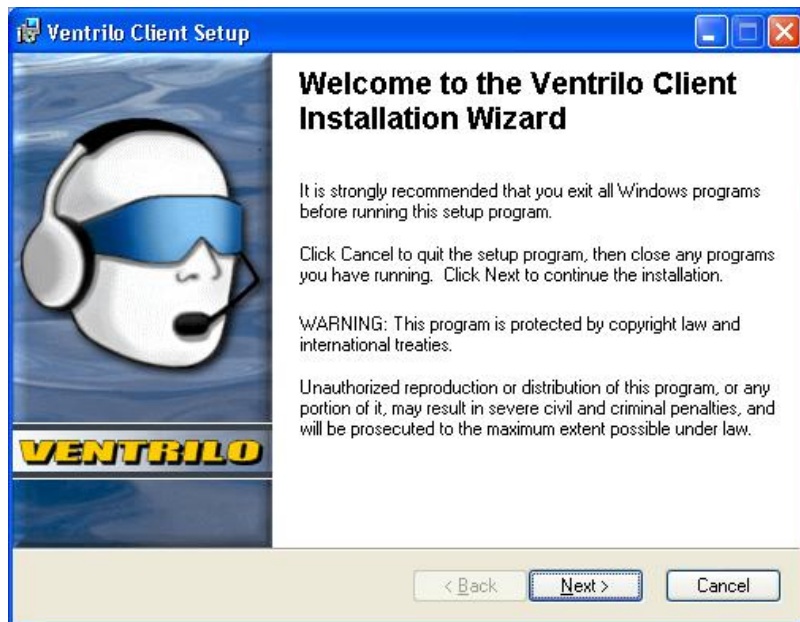 Ventrilo Client Setup
Welcome to the Ventrilo Client
Installation Wizard
It is strongly recommended that you exit all Windows programs
before running this setup program.
Click Cancel to quit the setup program, then close any programs
you have running.  Click Next to continue the installation.
WARNING: This program is protected by copyright law and
international treaties.
Unauthorized reproduction or distribution of this program, or any
portion of it, may result in severe civil and criminal penalties, and
will be prosecuted to the maximum extent possible under law.
VENTRILO
< Back
Next >
Cancel